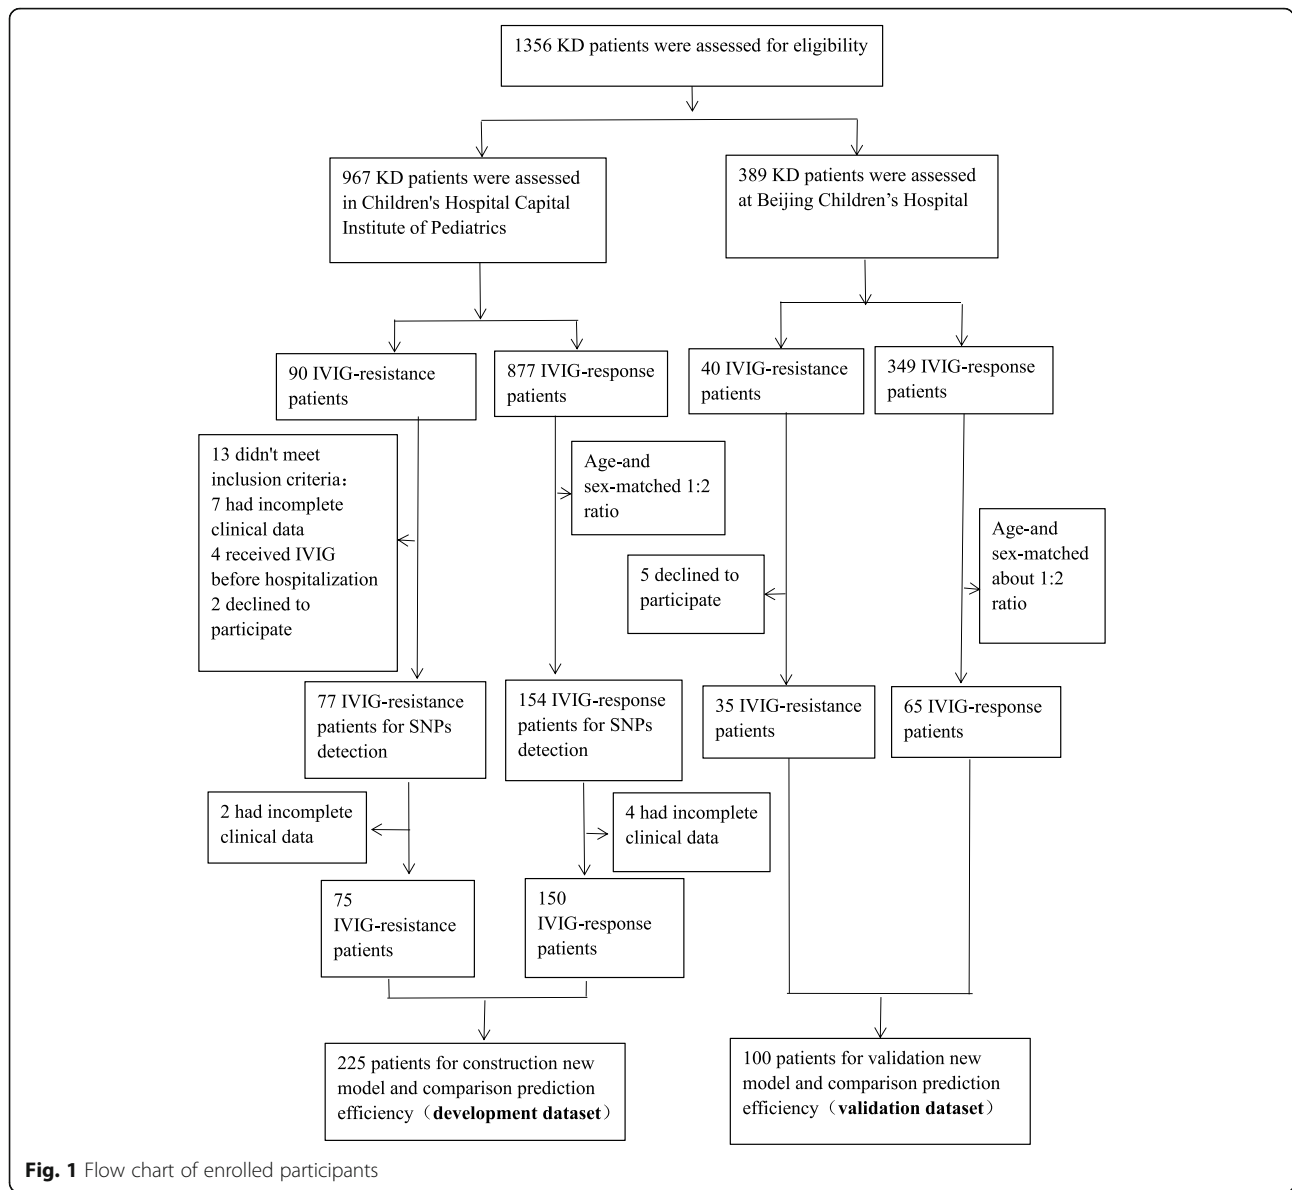 1356 KD patients were assessed for eligibility
967 KD patients were assessed
in Children's Hospital Capital
Institute of Pediatrics
389 KD patients were assessed
at Beijing Children’s Hospital
90 IVIG-resistance
patients
877 IVIG-response
patients
40 IVIG-resistance
patients
349 IVIG-response
patients
13 didn't meet
inclusion criteria：
7 had incomplete
clinical data
4 received IVIG
before hospitalization
2 declined to
participate
Age-and
sex-matched 1:2
ratio
5 declined to
participate
Age-and
sex-matched
about 1:2
ratio
77 IVIG-resistance
patients for SNPs
detection
154 IVIG-response
patients for SNPs
detection
35 IVIG-resistance
patients
65 IVIG-response
patients
2 had incomplete
clinical data
4 had incomplete
clinical data
75
IVIG-resistance
patients
150
IVIG-response
patients
225 patients for construction new
model and comparison prediction
efficiency（development dataset）
100 patients for validation new
model and comparison prediction
efficiency（validation dataset）
Fig. 1 Flow chart of enrolled participants